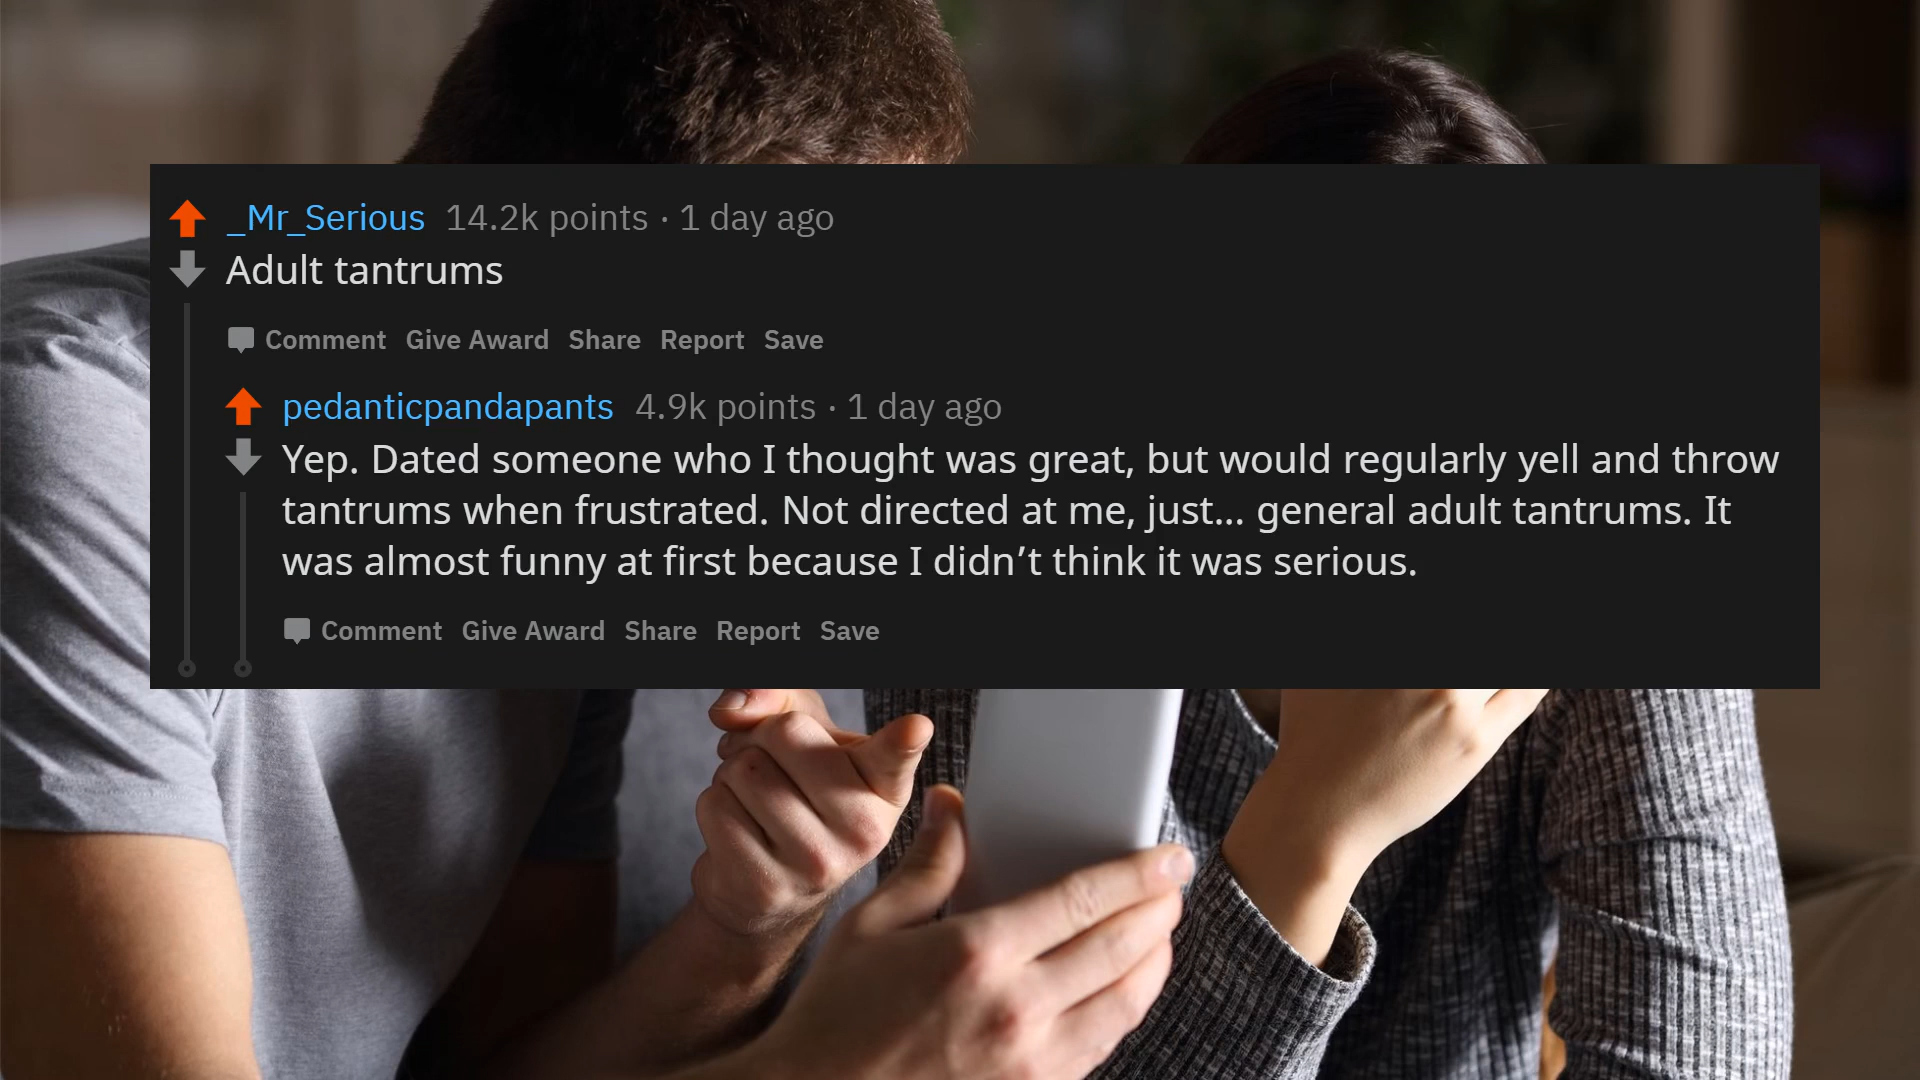 _Mr_Serious 14.2k points · 1 day ago
Adult tantrums
Comment Give Award Share Report Save
pedanticpandapants 4.9k points · 1 day ago
Yep. Dated someone who I thought was great, but would regularly yell and throw
tantrums when frustrated. Not directed at me, just... general adult tantrums. It
was almost funny at first because I didn’t think it was serious.
Comment Give Award Share Report Save